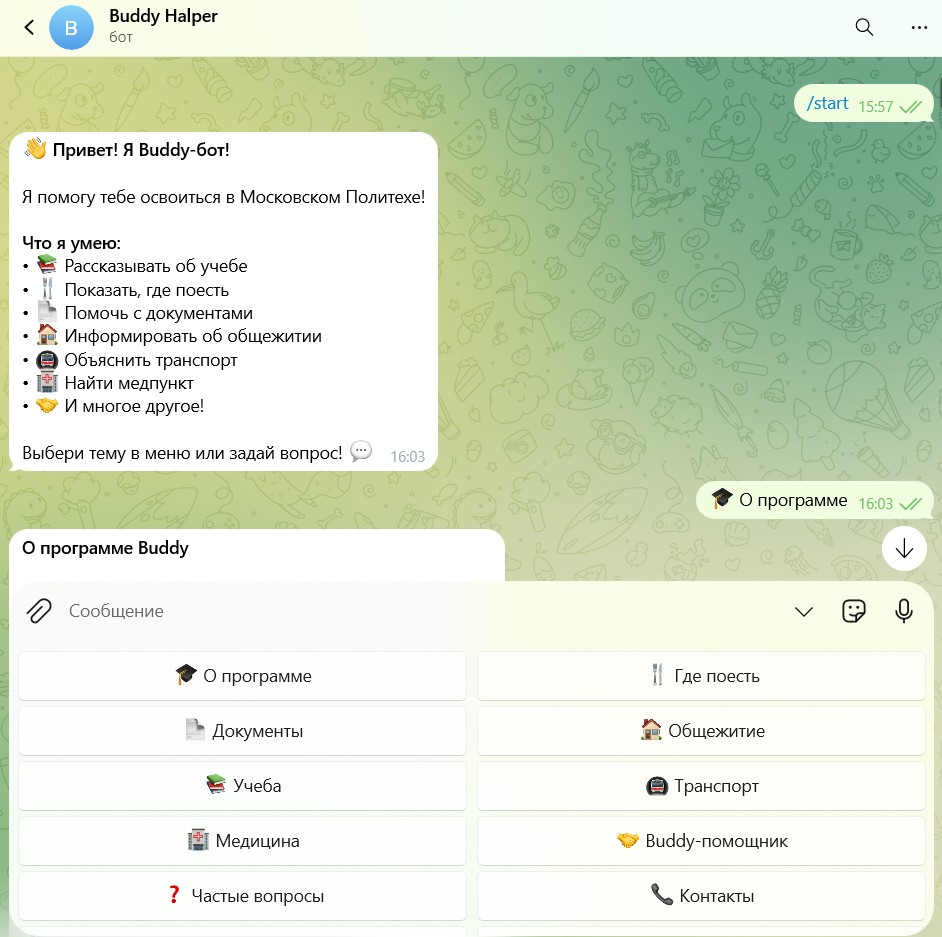 B
Buddy Halper
бот
/start 15:57
👋 Привет! Я Buddy-бот!
Я помогу тебе освоиться в Московском Политехе!
Что я умею:
• 📚 Рассказывать об учебе
• 🍴 Показать, где поесть
• 📄 Помочь с документами
• 🏠 Информировать об общежитии
• 🚇 Объяснить транспорт
• 🏥 Найти медпункт
• 🤝 И многое другое!
Выбери тему в меню или задай вопрос! 💬 16:03
🎓 О программе 16:03
О программе Buddy
Сообщение
🎓 О программе
🍴 Где поесть
📄 Документы
🏠 Общежитие
📚 Учеба
🚇 Транспорт
🏥 Медицина
🤝 Buddy-помощник
❓ Частые вопросы
📞 Контакты